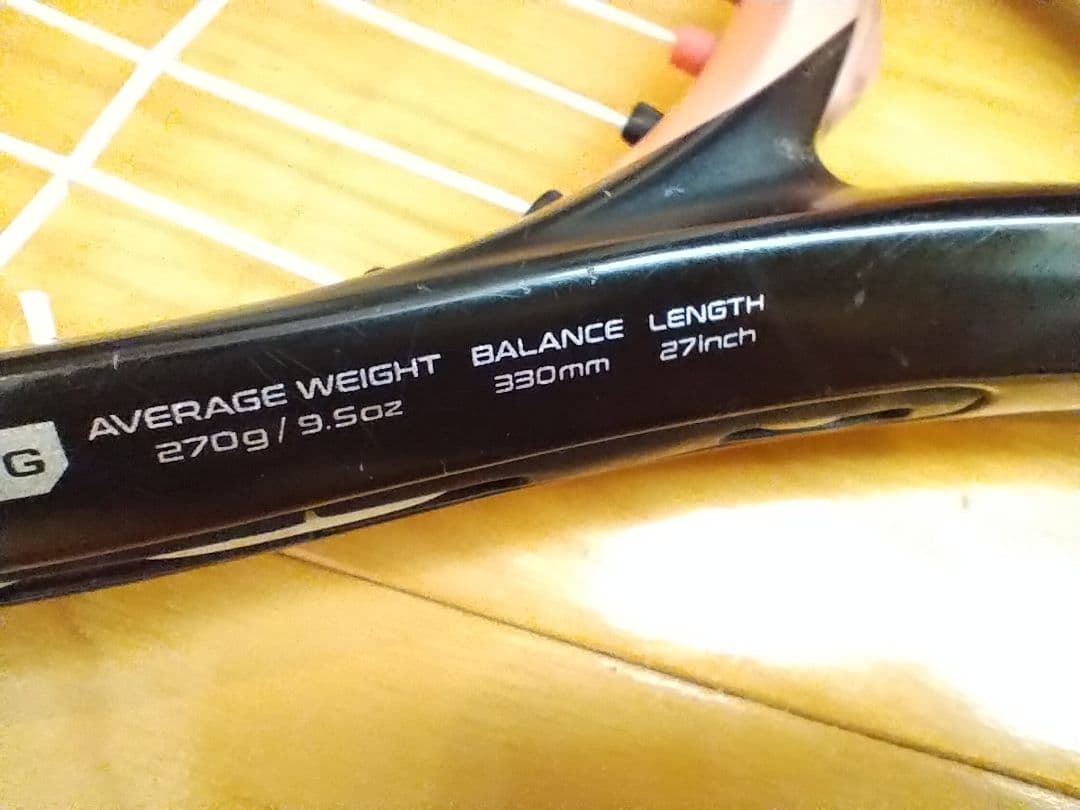 G
AVERAGE WEIGHT BALANCE LENGTH
270g / 9.5oz 330mm 27inch